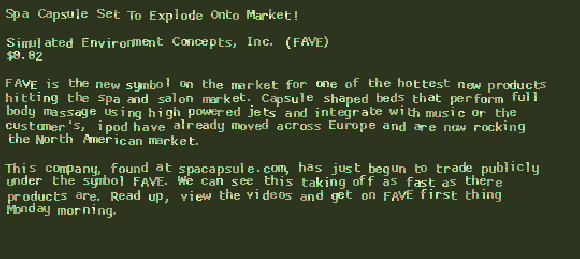 Spa Capsule Set To Explode Onto Market!
Simulated Environment Concepts, Inc. (FAVE)
$0.02
FAVE is the new symbol on the market for one of the hottest new products
hitting the spa and salon market. Capsule shaped beds that perform full
body massage using high powered jets and integrate with music or the
customer's, ipod have already moved across Europe and are now rocking
the North American market.
This company, found at spacapsule.com, has just begun to trade publicly
under the symbol FAVE. We can see this taking off as fast as there
products are. Read up, view the videos and get on FAVE first thing
Monday morning.